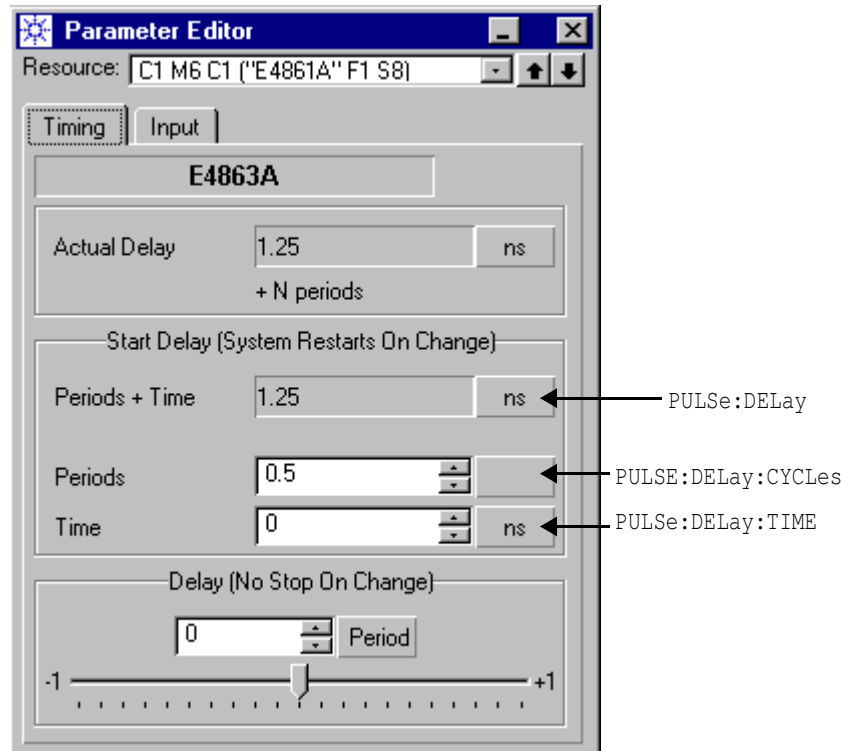 Parameter Editor
Resource: C1 M6 C1 ("E4861A" F1 S8)
Timing Input
E4863A
Actual Delay 1.25 ns
+ N periods
Start Delay (System Restarts On Change)
Periods + Time 1.25 ns PULSe:DELay
Periods 0.5 PULSE:DELay:CYCLes
Time 0 ns PULSe:DELay:TIME
Delay (No Stop On Change)
0 Period
-1 +1